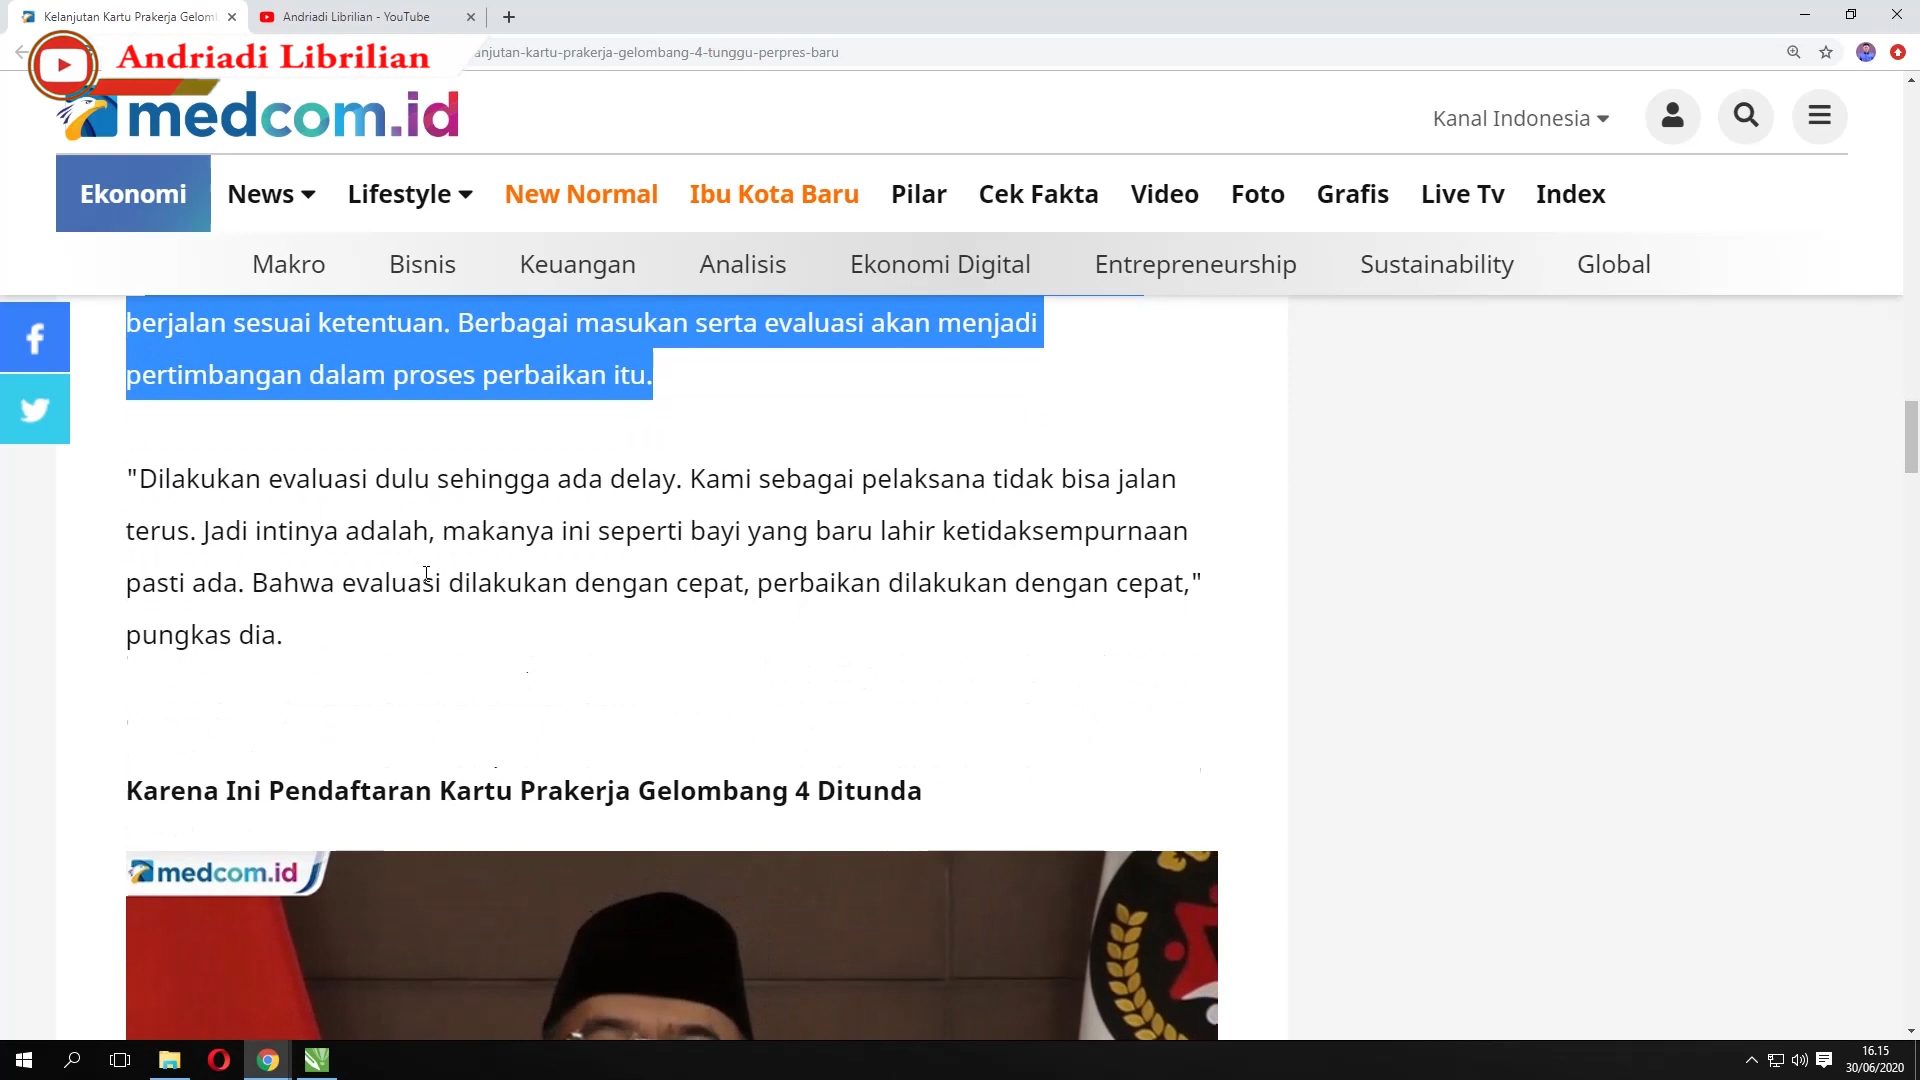 Kelanjutan Kartu Prakerja Gelom
Andriadi Librilian - YouTube
Andriadi Librilian
anjutan-kartu-prakerja-gelombang-4-tunggu-perpres-baru
medcom.id
Kanal Indonesia
Ekonomi News Lifestyle New Normal Ibu Kota Baru Pilar Cek Fakta Video Foto Grafis Live Tv Index
Makro Bisnis Keuangan Analisis Ekonomi Digital Entrepreneurship Sustainability Global
berjalan sesuai ketentuan. Berbagai masukan serta evaluasi akan menjadi
pertimbangan dalam proses perbaikan itu.
"Dilakukan evaluasi dulu sehingga ada delay. Kami sebagai pelaksana tidak bisa jalan
terus. Jadi intinya adalah, makanya ini seperti bayi yang baru lahir ketidaksempurnaan
pasti ada. Bahwa evaluasi dilakukan dengan cepat, perbaikan dilakukan dengan cepat,"
pungkas dia.
Karena Ini Pendaftaran Kartu Prakerja Gelombang 4 Ditunda
medcom.id
16.15
30/06/2020